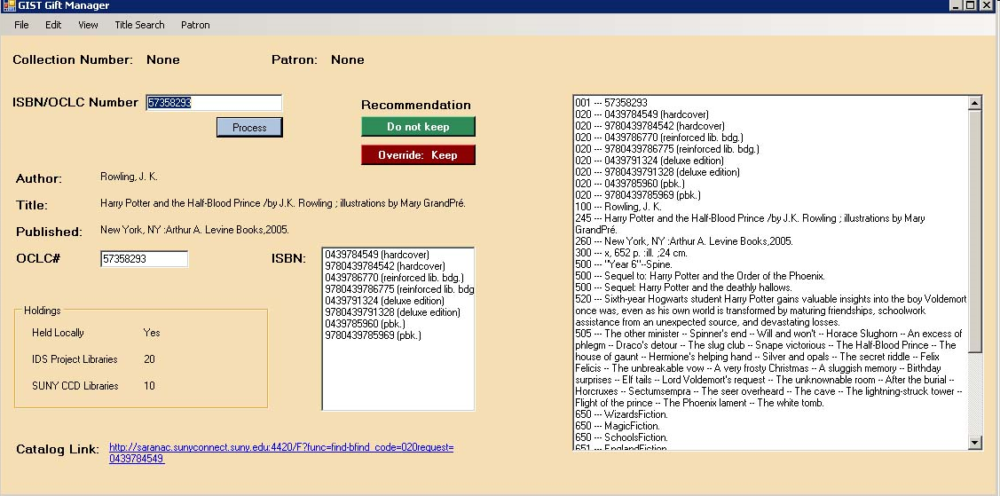 GIST Gift Manager
File Edit View Title Search Patron
Collection Number: None Patron: None
ISBN/OCLC Number 57358293
Process
Recommendation
Do not keep
Override: Keep
Author: Rowling, J. K.
Title: Harry Potter and the Half-Blood Prince /by J.K. Rowling ; illustrations by Mary GrandPré.
Published: New York, NY :Arthur A. Levine Books,2005.
OCLC# 57358293
ISBN:
0439784549 (hardcover)
9780439784542 (hardcover)
0439786770 (reinforced lib. bdg.)
9780439786775 (reinforced lib. bdg
0439791324 (deluxe edition)
9780439791328 (deluxe edition)
0439785960 (pbk.)
9780439785969 (pbk.)
Holdings
Held Locally Yes
IDS Project Libraries 20
SUNY CCD Libraries 10
Catalog Link: http://saranac.sunyconnect.suny.edu:4420/F?func=find-bfind_code=020request=
0439784549
001 --- 57358293
020 --- 0439784549 (hardcover)
020 --- 9780439784542 (hardcover)
020 --- 0439786770 (reinforced lib. bdg.)
020 --- 9780439786775 (reinforced lib. bdg.)
020 --- 0439791324 (deluxe edition)
020 --- 9780439791328 (deluxe edition)
020 --- 0439785960 (pbk.)
020 --- 9780439785969 (pbk.)
100 --- Rowling, J. K.
245 --- Harry Potter and the Half-Blood Prince /by J.K. Rowling ; illustrations by Mary
GrandPré.
260 --- New York, NY :Arthur A. Levine Books,2005.
300 --- x, 652 p. :ill. ;24 cm.
500 --- "Year 6"--Spine.
500 --- Sequel to: Harry Potter and the Order of the Phoenix.
500 --- Sequel: Harry Potter and the deathly hallows.
520 --- Sixth-year Hogwarts student Harry Potter gains valuable insights into the boy Voldemort
once was, even as his own world is transformed by maturing friendships, schoolwork
assistance from an unexpected source, and devastating losses.
505 --- The other minister -- Spinner's end -- Will and won't -- Horace Slughorn -- An excess of
phlegm -- Draco's detour -- The slug club -- Snape victorious -- The Half-Blood Prince -- The
house of gaunt -- Hermione's helping hand -- Silver and opals -- The secret riddle -- Felix
Felicis -- The unbreakable vow -- A very frosty Christmas -- A sluggish memory -- Birthday
surprises -- Elf tails -- Lord Voldemort's request -- The unknownable room -- After the burial --
Horcruxes -- Sectumsempra -- The seer overheard -- The cave -- The lightning-struck tower --
Flight of the prince -- The Phoenix lament -- The white tomb.
650 --- WizardsFiction.
650 --- MagicFiction.
650 --- SchoolsFiction.
651 --- EnglandFiction.